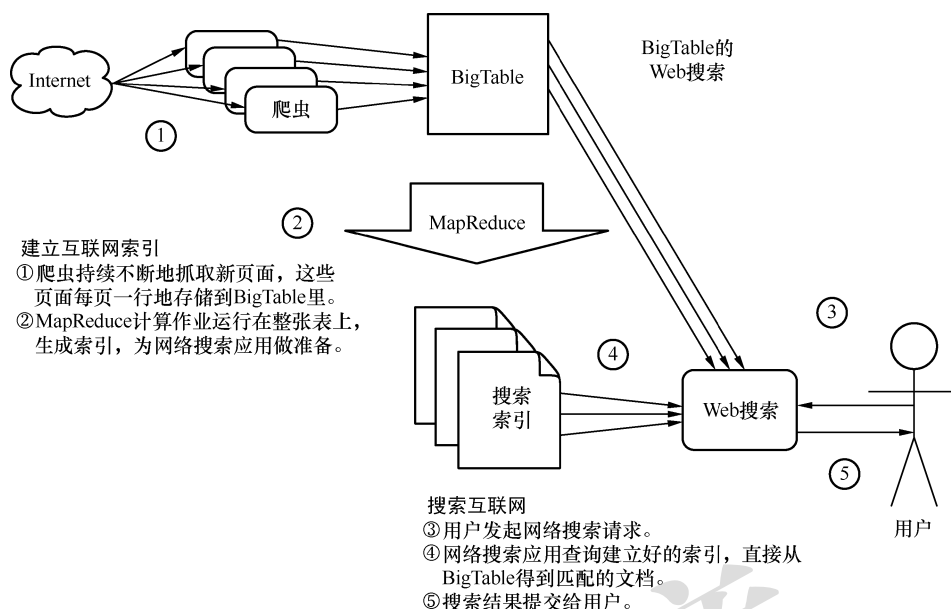 Internet
爬虫
BigTable
BigTable的
Web搜索
①
②
MapReduce
建立互联网索引
①爬虫持续不断地抓取新页面，这些
页面每页一行地存储到BigTable里。
②MapReduce计算作业运行在整张表上，
生成索引，为网络搜索应用做准备。
③
④
搜索
索引
Web搜索
⑤
用户
搜索互联网
③用户发起网络搜索请求。
④网络搜索应用查询建立好的索引，直接从
BigTable得到匹配的文档。
⑤搜索结果提交给用户。